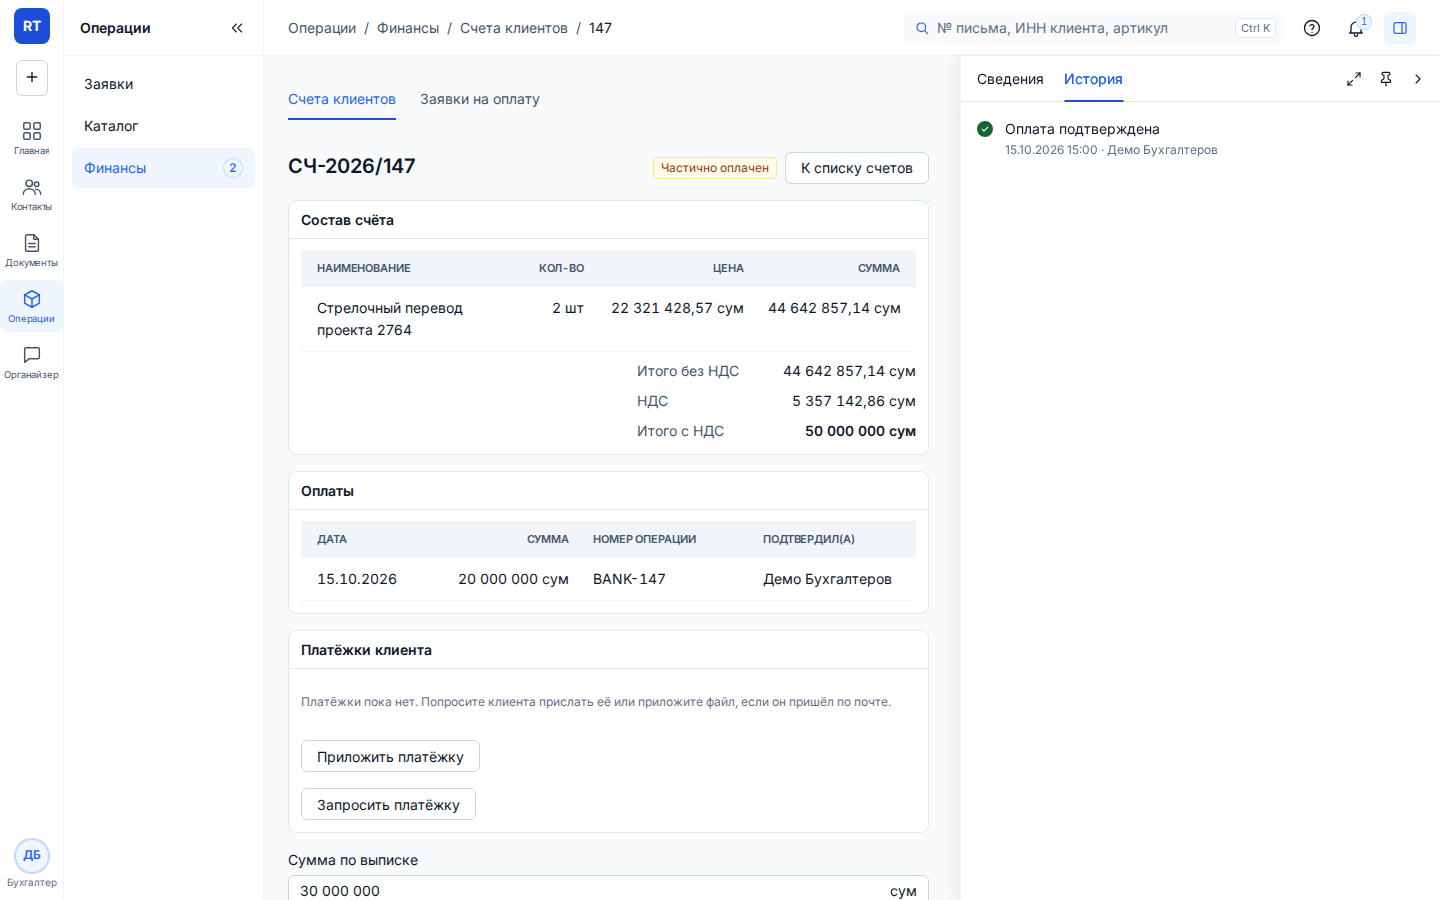 RT
Операции
Операции / Финансы / Счета клиентов / 147
№ письма, ИНН клиента, артикул
Ctrl K
1
Главная
Контакты
Документы
Операции
Органайзер
ДБ
Бухгалтер
Заявки
Каталог
Финансы 2
Счета клиентов Заявки на оплату
СЧ-2026/147
Частично оплачен
К списку счетов
Состав счёта
НАИМЕНОВАНИЕ КОЛ-ВО ЦЕНА СУММА
Стрелочный перевод 2 шт 22 321 428,57 сум 44 642 857,14 сум
проекта 2764
Итого без НДС 44 642 857,14 сум
НДС 5 357 142,86 сум
Итого с НДС 50 000 000 сум
Оплаты
ДАТА СУММА НОМЕР ОПЕРАЦИИ ПОДТВЕРДИЛ(А)
15.10.2026 20 000 000 сум BANK-147 Демо Бухгалтеров
Платёжки клиента
Платёжки пока нет. Попросите клиента прислать её или приложите файл, если он пришёл по почте.
Приложить платёжку
Запросить платёжку
Сумма по выписке
30 000 000 сум
Сведения История
Оплата подтверждена
15.10.2026 15:00 · Демо Бухгалтеров